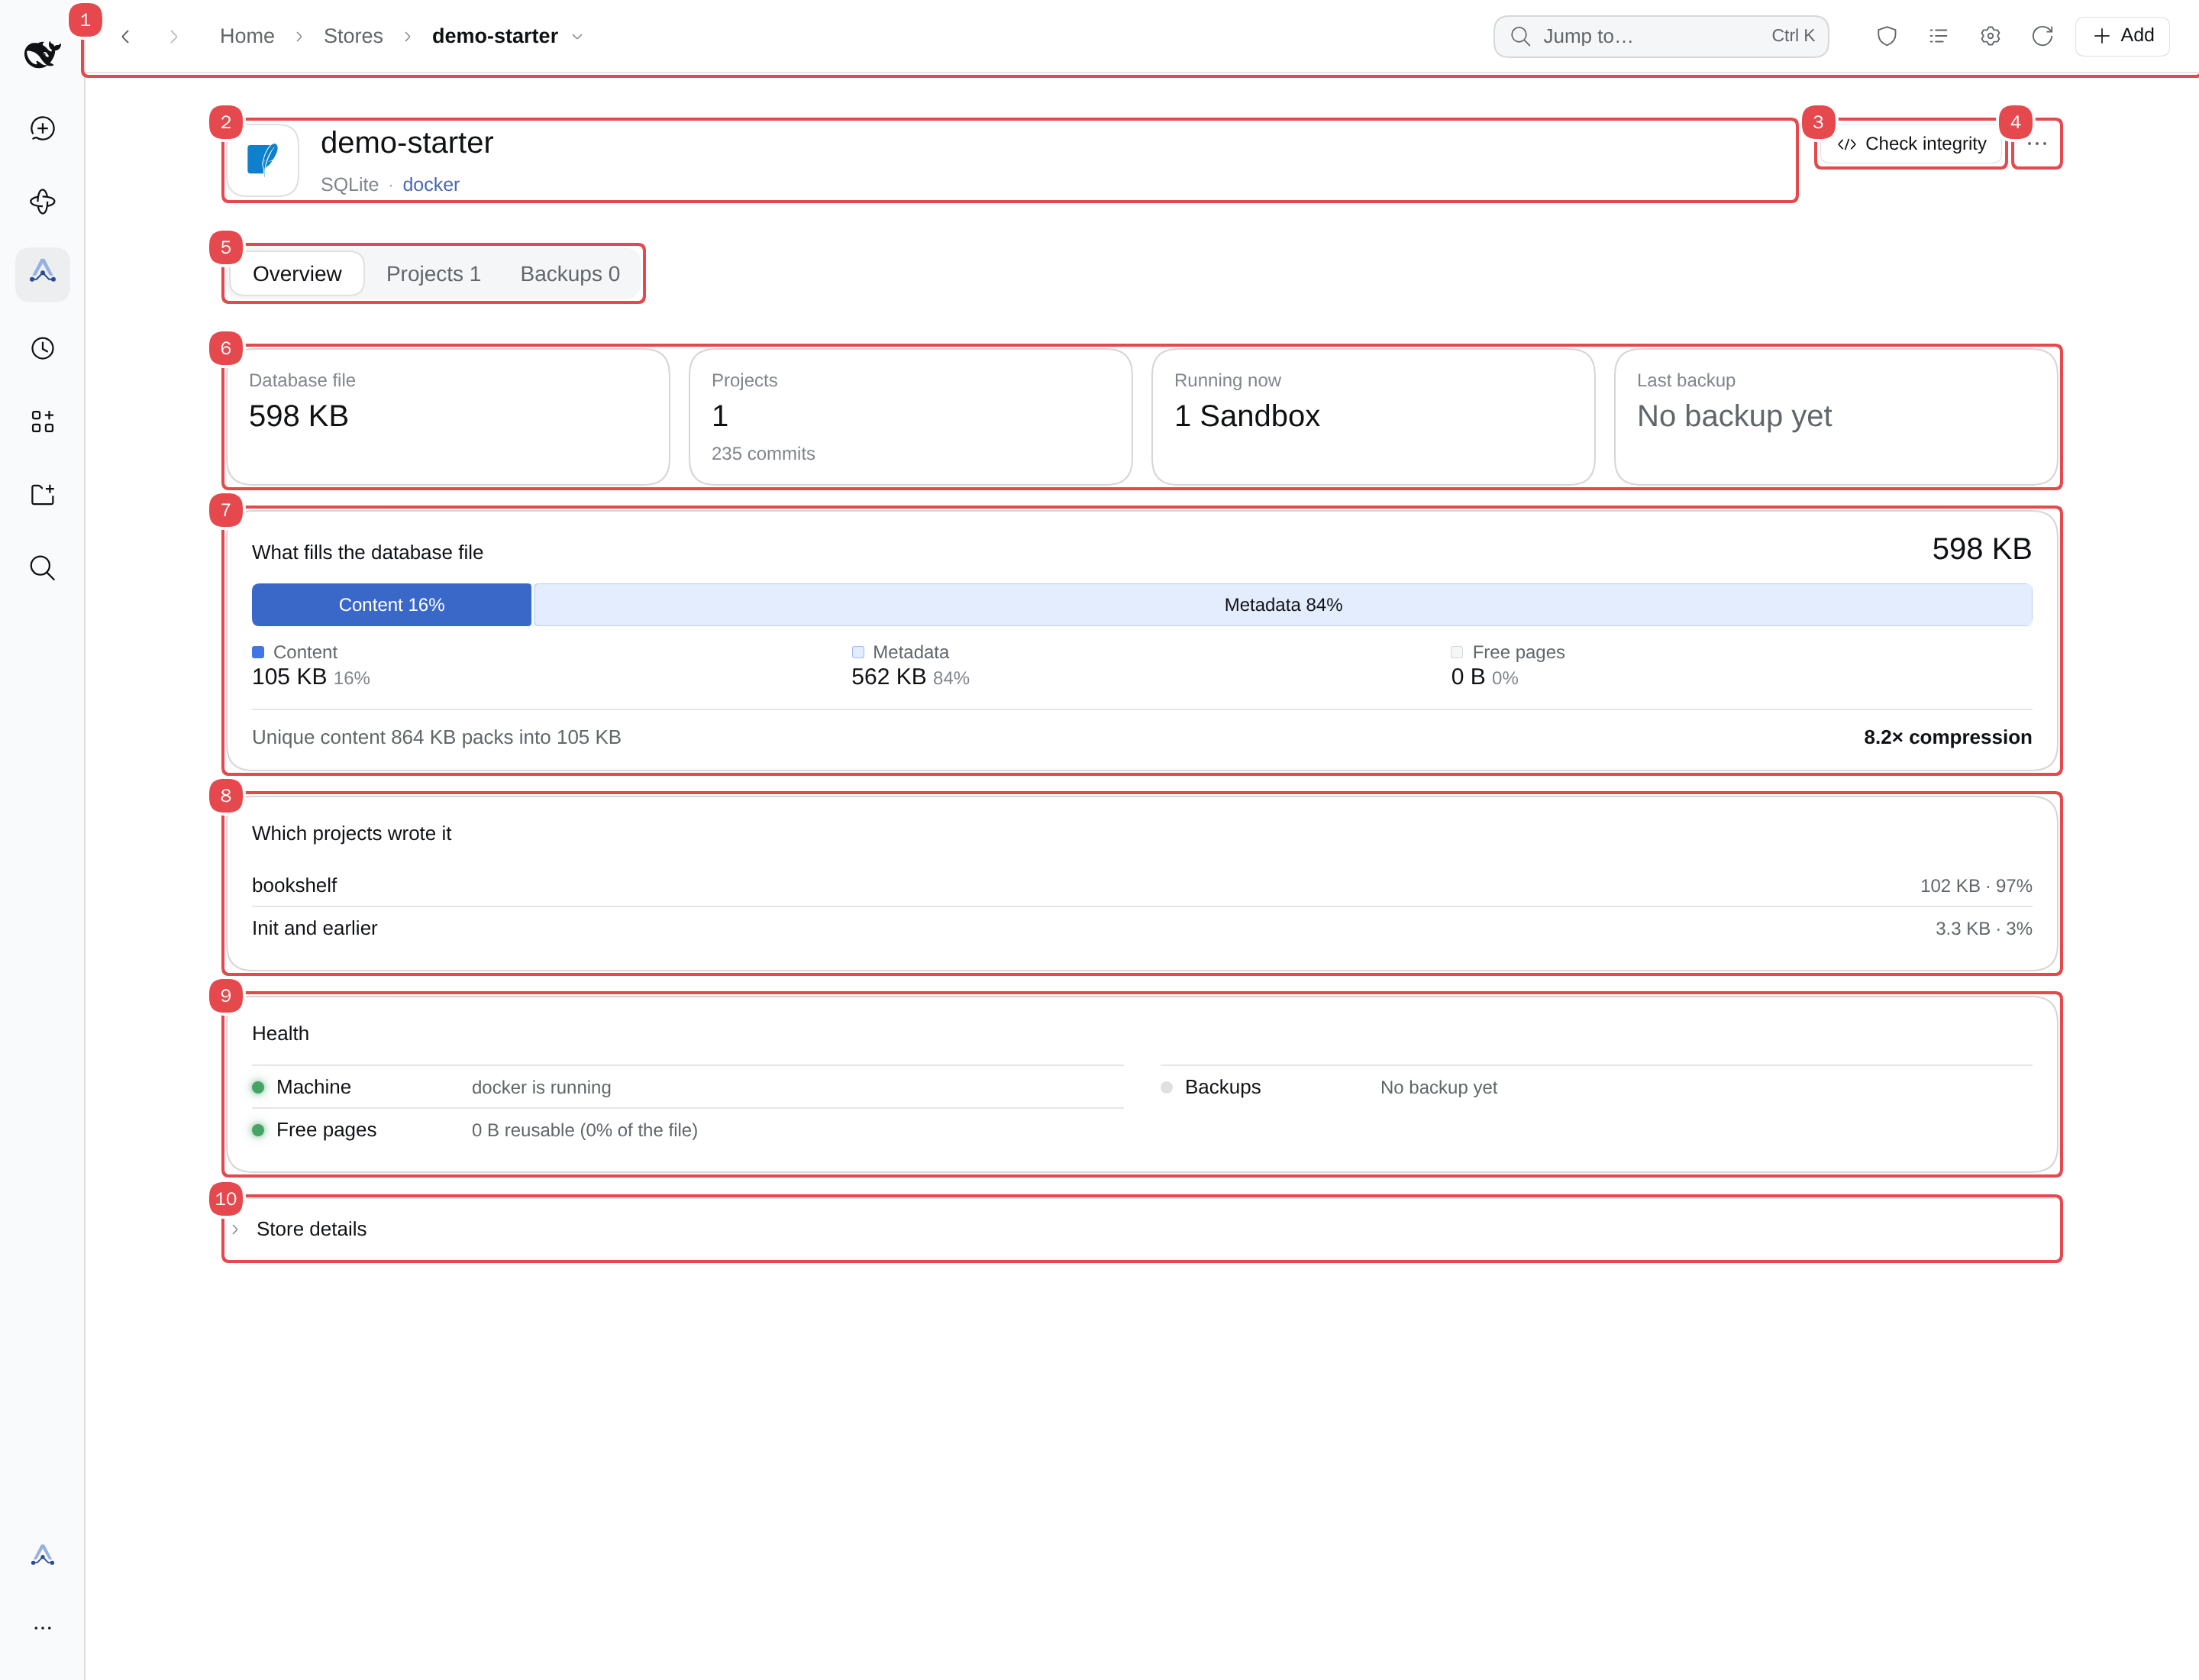 1
Home
Stores
demo-starter
Jump to…
Ctrl K
Add
2
demo-starter
SQLite · docker
3
Check integrity
4
5
Overview
Projects 1
Backups 0
6
Database file
598 KB
Projects
1
235 commits
Running now
1 Sandbox
Last backup
No backup yet
7
What fills the database file
598 KB
Content 16%
Metadata 84%
Content
105 KB 16%
Metadata
562 KB 84%
Free pages
0 B 0%
Unique content 864 KB packs into 105 KB
8.2× compression
8
Which projects wrote it
bookshelf
102 KB · 97%
Init and earlier
3.3 KB · 3%
9
Health
Machine
docker is running
Backups
No backup yet
Free pages
0 B reusable (0% of the file)
10
Store details